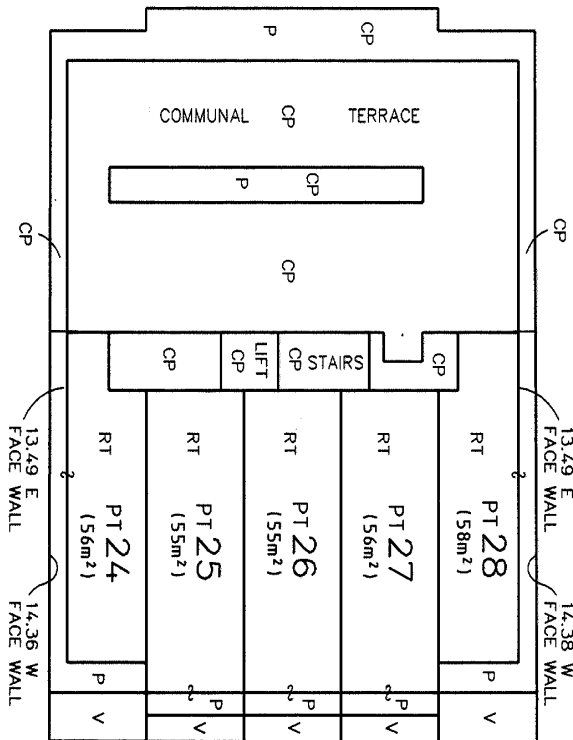 P CP
COMMUNAL CP TERRACE
P CP
CP
CP
CP
CP
CP
LIFT
CP STAIRS
CP
RT
RT
RT
RT
RT
PT 24
(56m²)
PT 25
(55m²)
PT 26
(55m²)
PT 27
(56m²)
PT 28
(58m²)
13.49 E
FACE WALL
13.49 E
FACE WALL
14.36 W
FACE WALL
14.38 W
FACE WALL
P
P
P
P
P
V
V
V
V
V